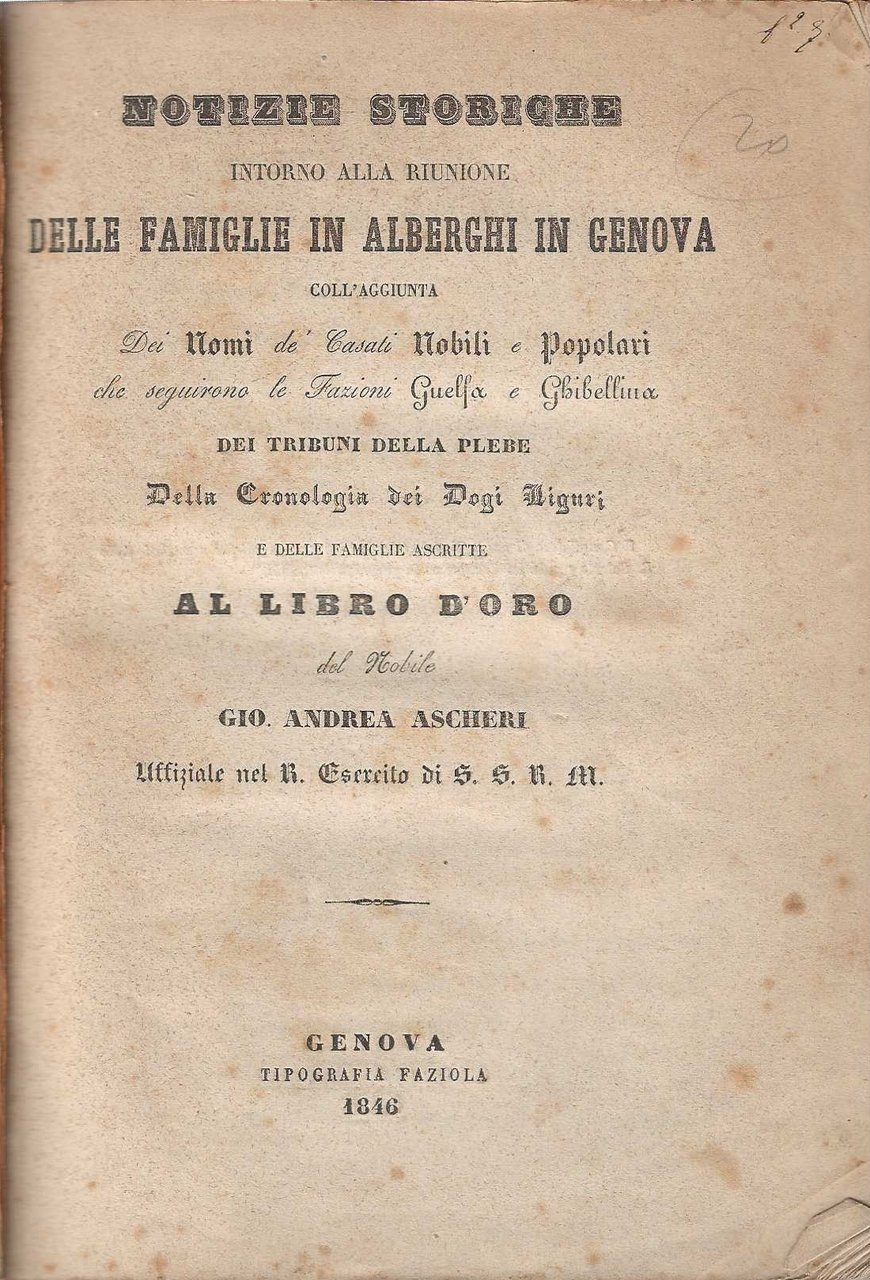 NOTIZIE STORICHE
INTORNO ALLA RIUNIONE
DELLE FAMIGLIE IN ALBERGHI IN GENOVA
COLL'AGGIUNTA
Dei Nomi de' Casati Nobili e Popolari
che seguirono le Fazioni Guelfa e Ghibellina
DEI TRIBUNI DELLA PLEBE
Della Cronologia dei Dogi Liguri
E DELLE FAMIGLIE ASCRITTE
AL LIBRO D'ORO
del Nobile
GIO. ANDREA ASCHERI
Uffiziale nel R. Esercito di S. S. R. M.
GENOVA
TIPOGRAFIA FAZIOLA
1846
20